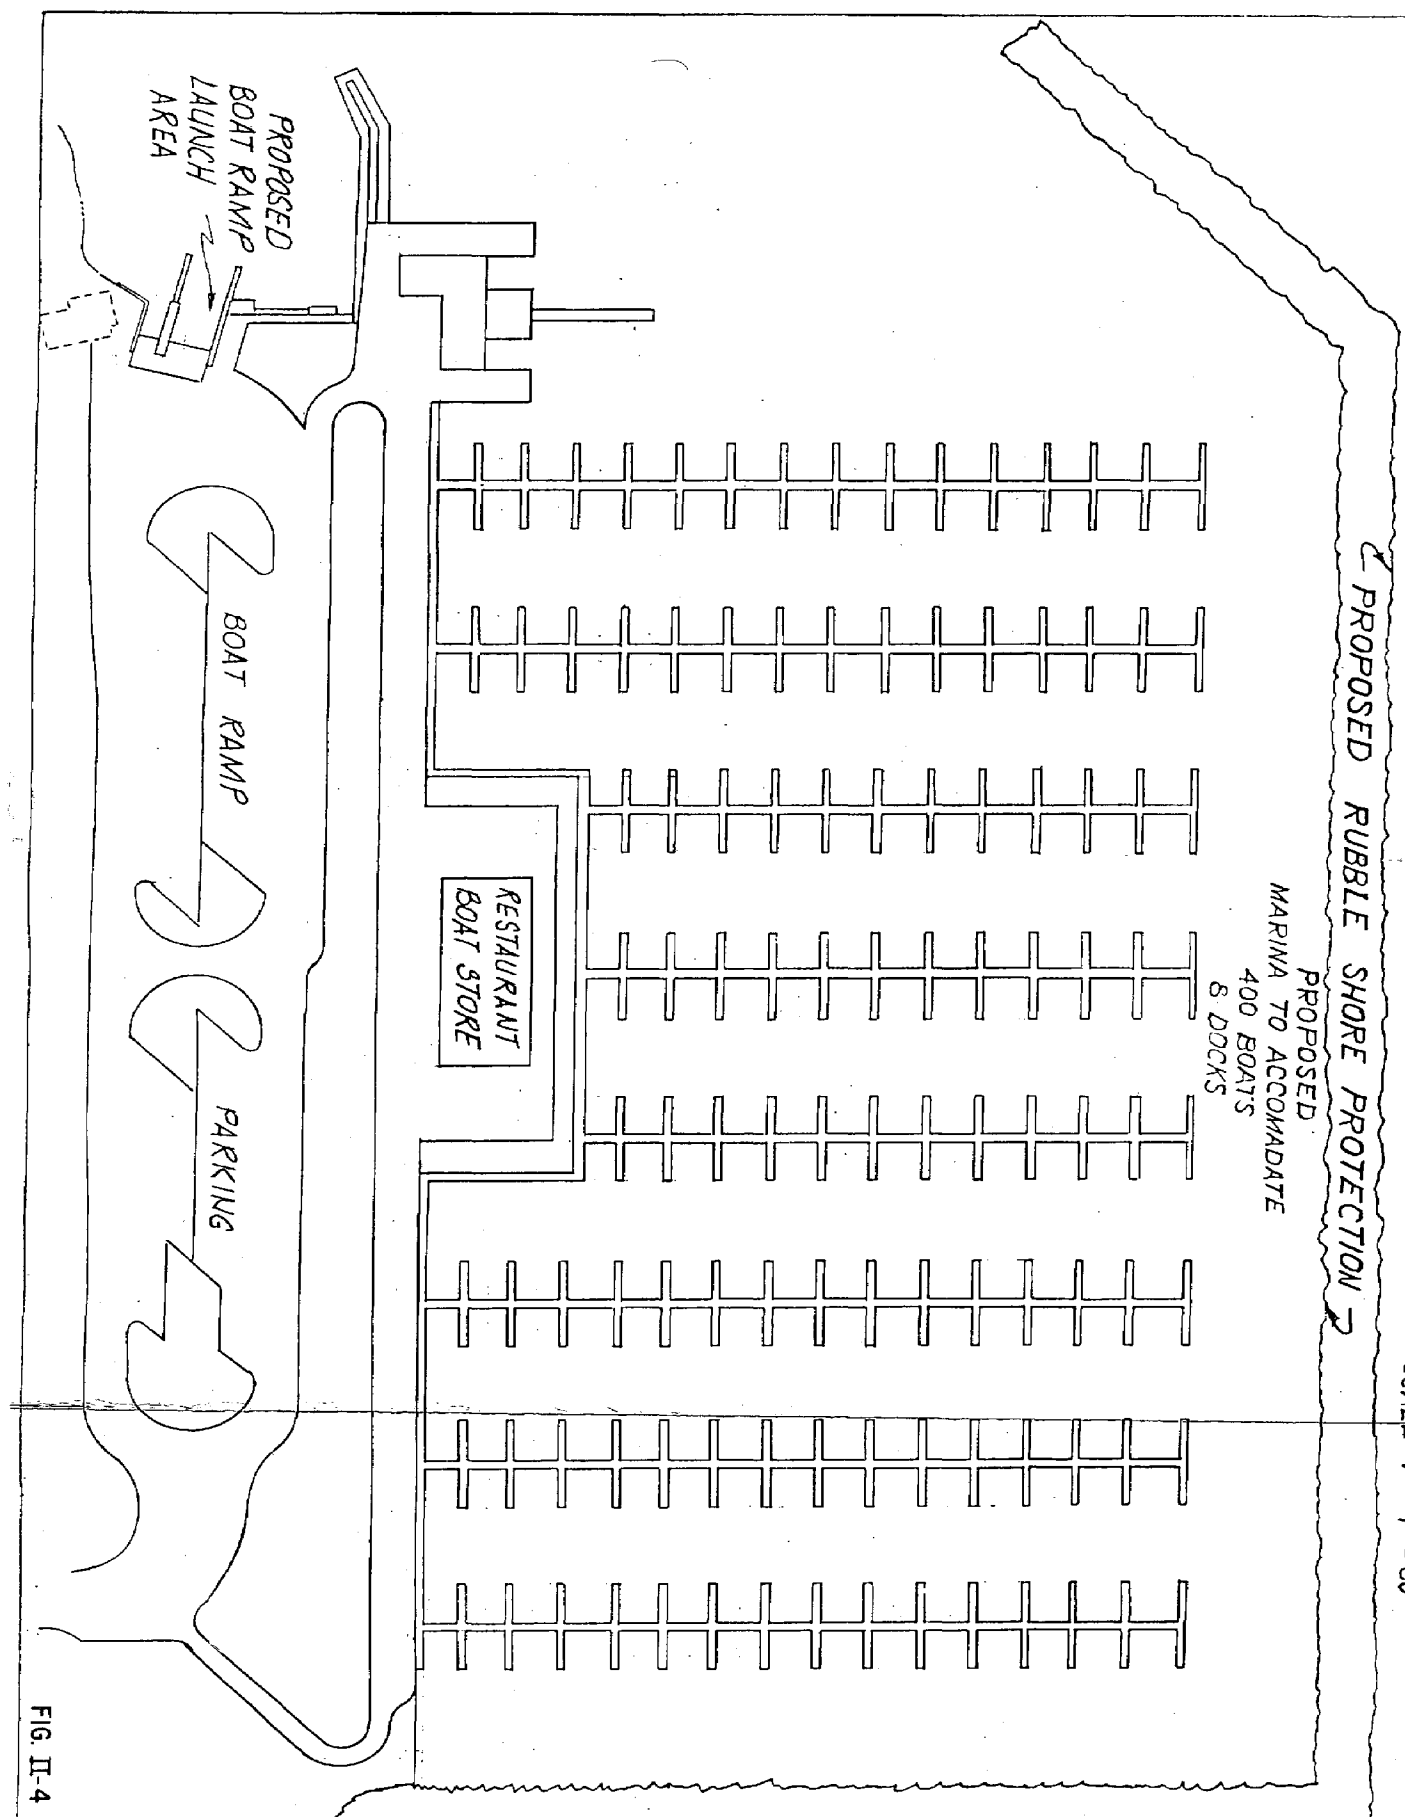 PROPOSED RUBBLE SHORE PROTECTION
PROPOSED
MARINA TO ACCOMADATE
400 BOATS
8 DOCKS
RESTAURANT
BOAT STORE
PROPOSED
BOAT RAMP
LAUNCH
AREA
BOAT RAMP PARKING
FIG. II-4